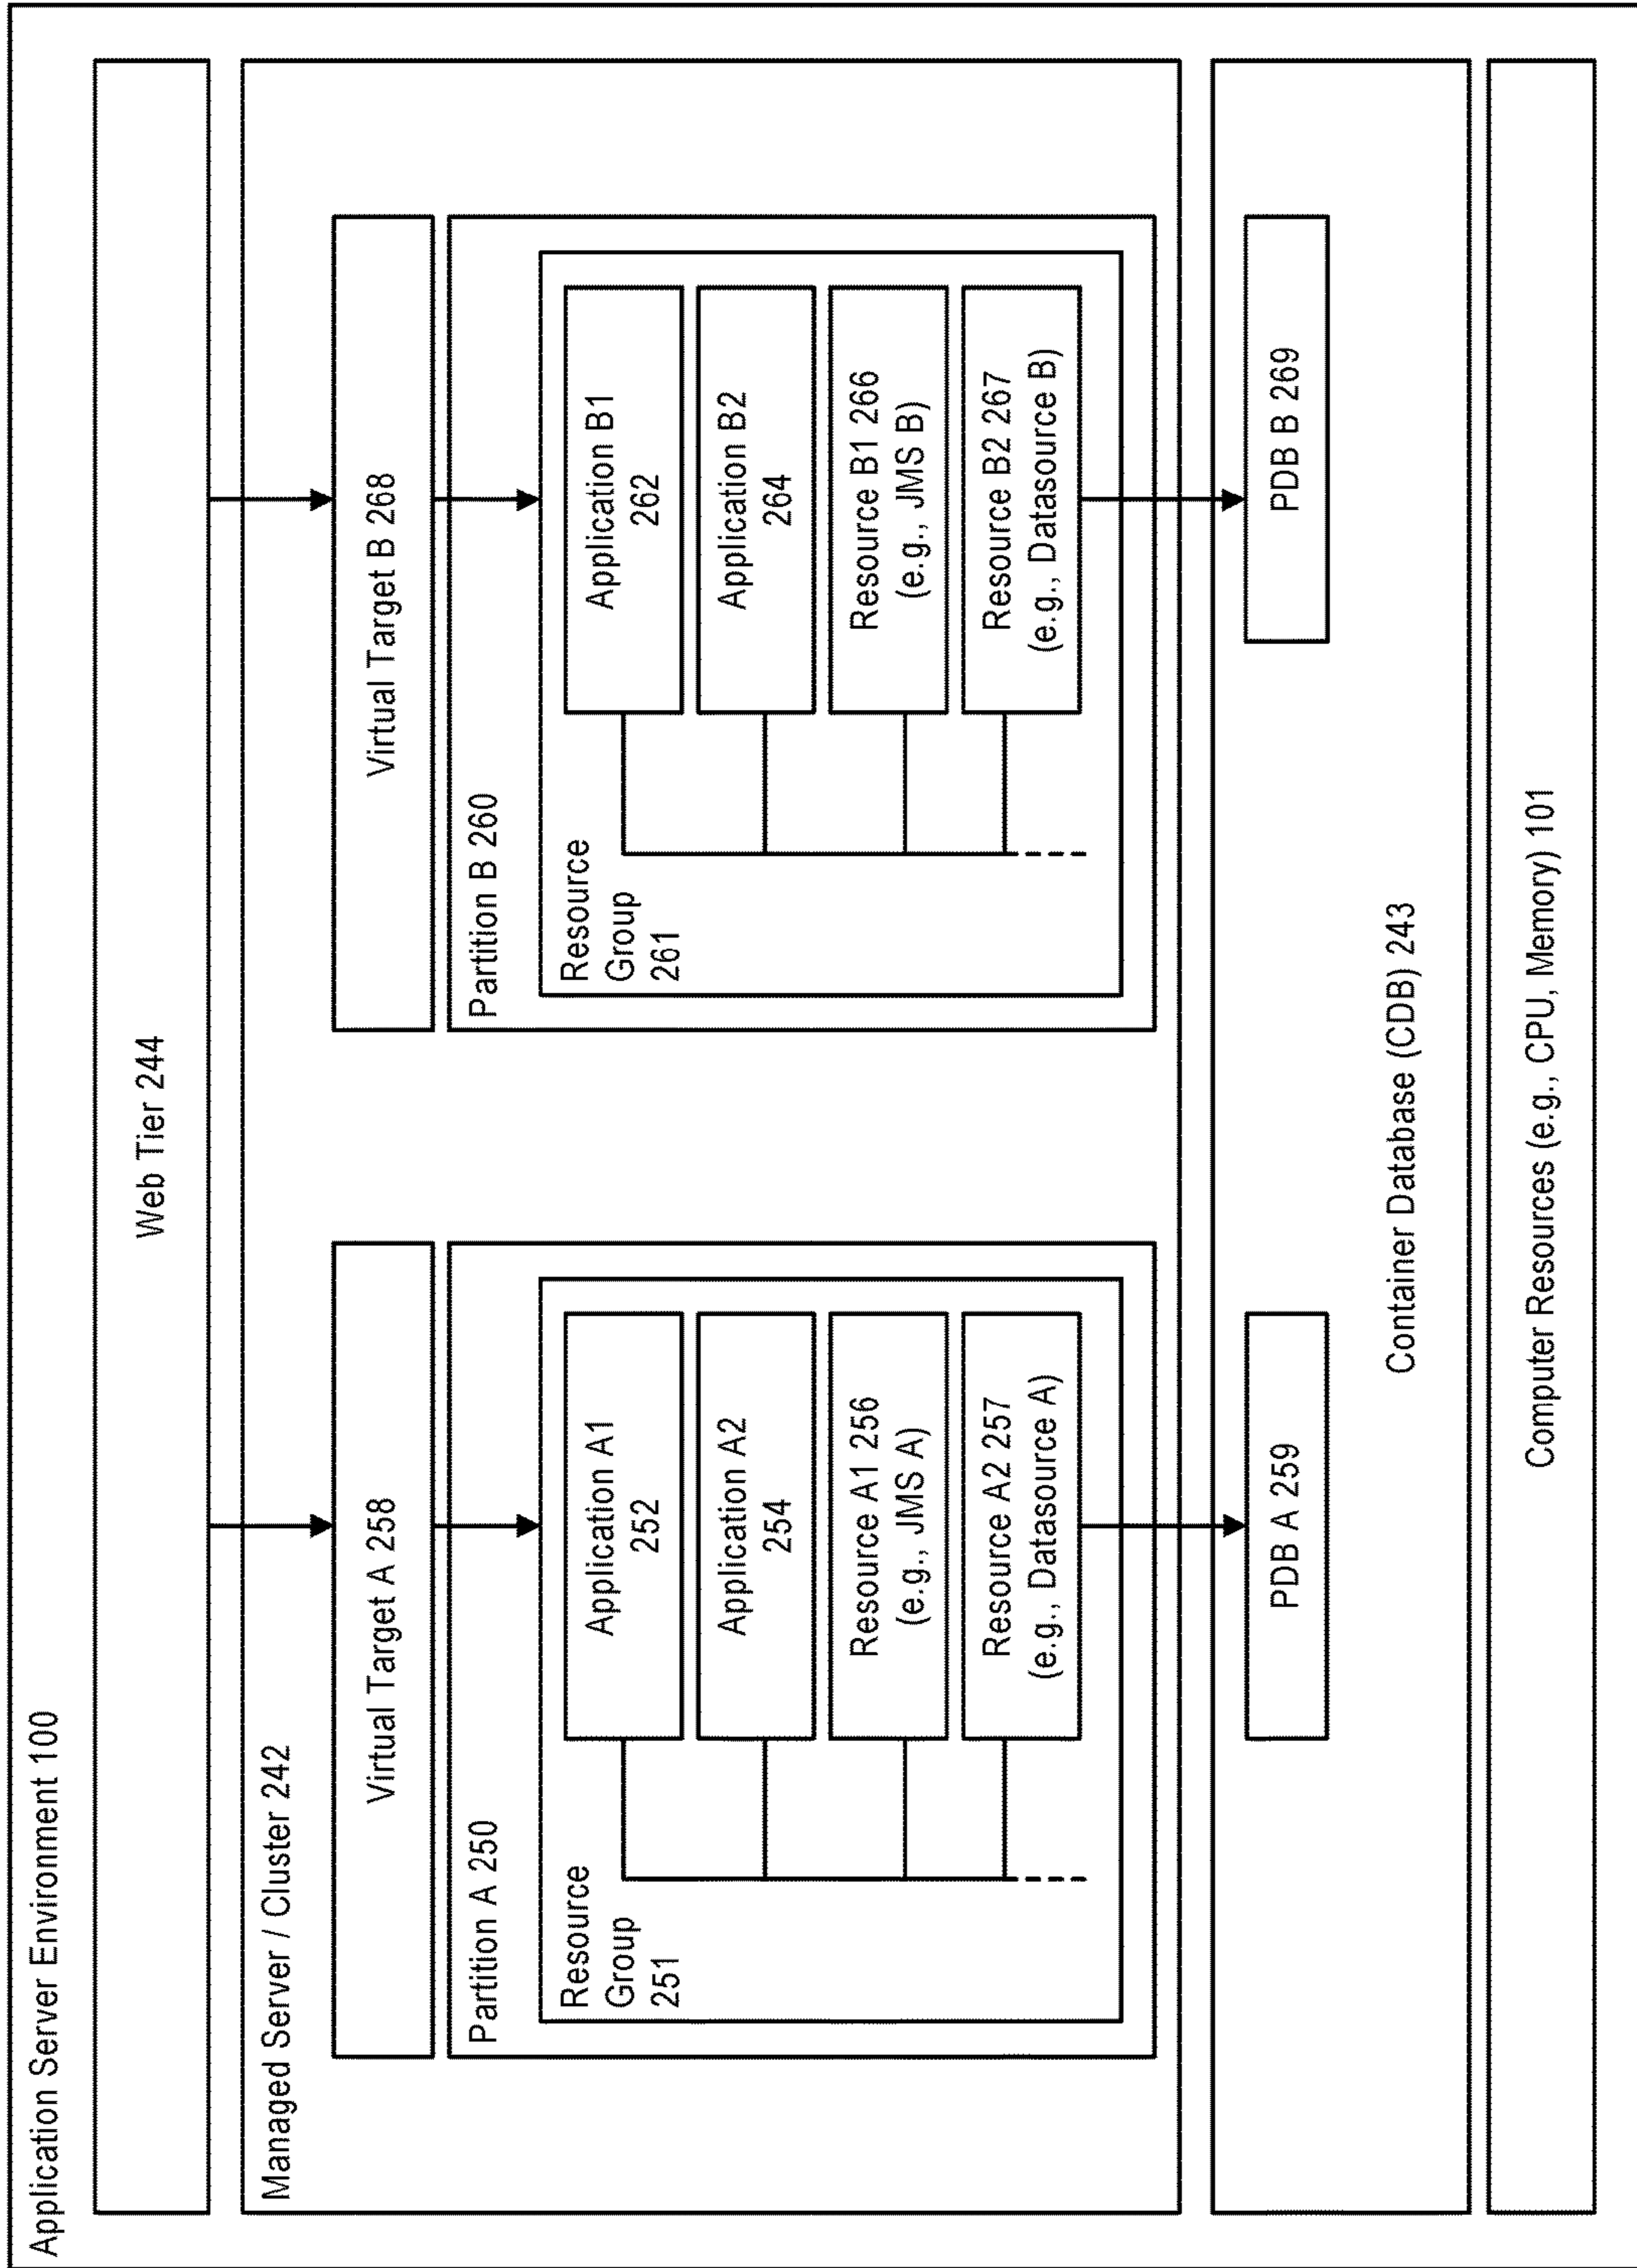 Application Server Environment 100
Web Tier 244
Managed Server / Cluster 242
Virtual Target A 258
Partition A 250
Resource
Group
251
Application A1
252
Application A2
254
Resource A1 256
(e.g., JMS A)
Resource A2 257
(e.g., Datasource A)
Virtual Target B 268
Partition B 260
Resource
Group
261
Application B1
262
Application B2
264
Resource B1 266
(e.g., JMS B)
Resource B2 267
(e.g., Datasource B)
PDB A 259
PDB B 269
Container Database (CDB) 243
Computer Resources (e.g., CPU, Memory) 101